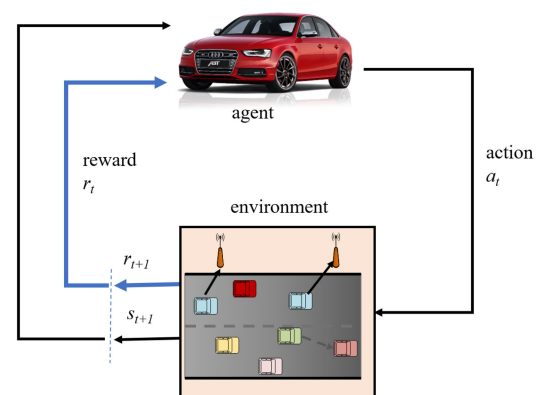 agent
reward
r_t
action
a_t
environment
r_{t+1}
s_{t+1}